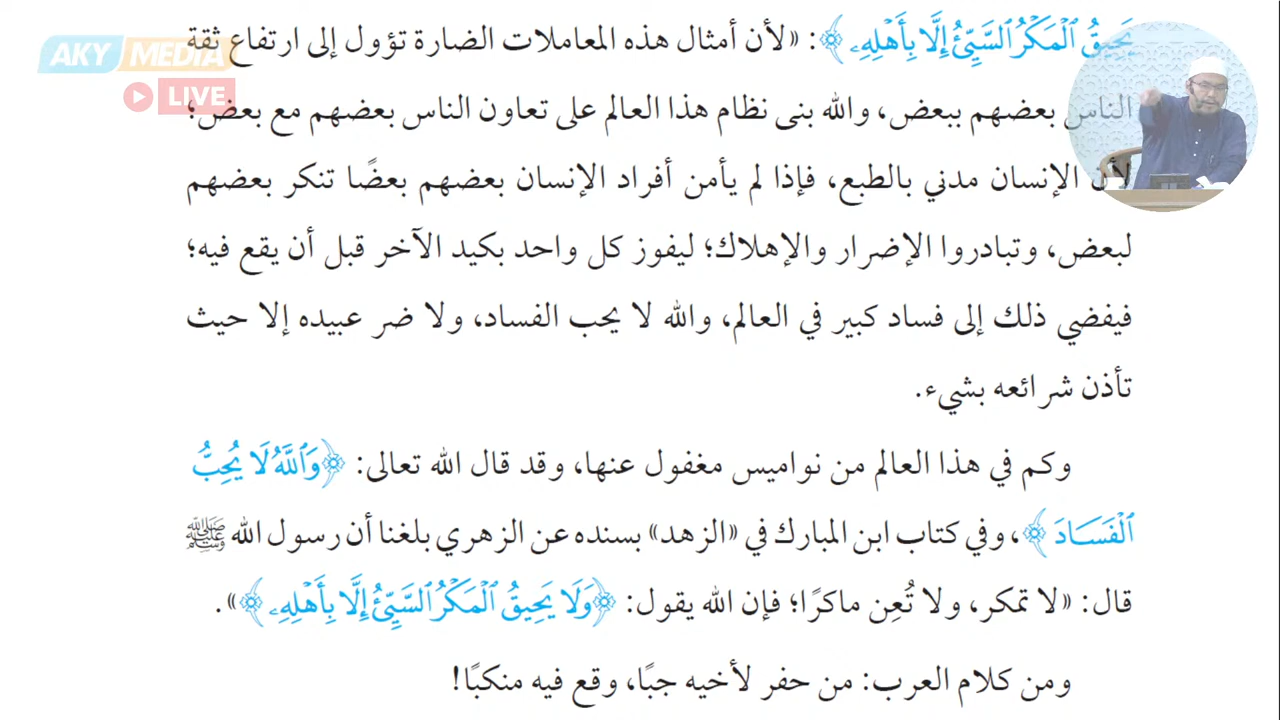 AKY MEDIA
LIVE
يَحِيقُ ٱلۡمَكۡرُ ٱلسَّيِّئُ إِلَّا بِأَهۡلِهِۦ﴾: «لأن أمثال هذه المعاملات الضارة تؤول إلى ارتفاع ثقة
الناس بعضهم ببعض، والله بنى نظام هذا العالم على تعاون الناس بعضهم مع بعض؛
لأن الإنسان مدني بالطبع، فإذا لم يأمن أفراد الإنسان بعضهم بعضًا تنكر بعضهم
لبعض، وتبادروا الإضرار والإهلاك؛ ليفوز كل واحد بكيد الآخر قبل أن يقع فيه؛
فيفضي ذلك إلى فساد كبير في العالم، والله لا يحب الفساد، ولا ضر عبيده إلا حيث
تأذن شرائعه بشيء.
وكم في هذا العالم من نواميس مغفول عنها، وقد قال الله تعالى: ﴿وَٱللَّهُ لَا يُحِبُّ
ٱلۡفَسَادَ﴾، وفي كتاب ابن المبارك في «الزهد» بسنده عن الزهري بلغنا أن رسول الله ﷺ
قال: «لا تمكر، ولا تُعِن ماكرًا؛ فإن الله يقول: ﴿وَلَا يَحِيقُ ٱلۡمَكۡرُ ٱلسَّيِّئُ إِلَّا بِأَهۡلِهِۦ﴾».
ومن كلام العرب: من حفر لأخيه جبًا، وقع فيه منكبًا!